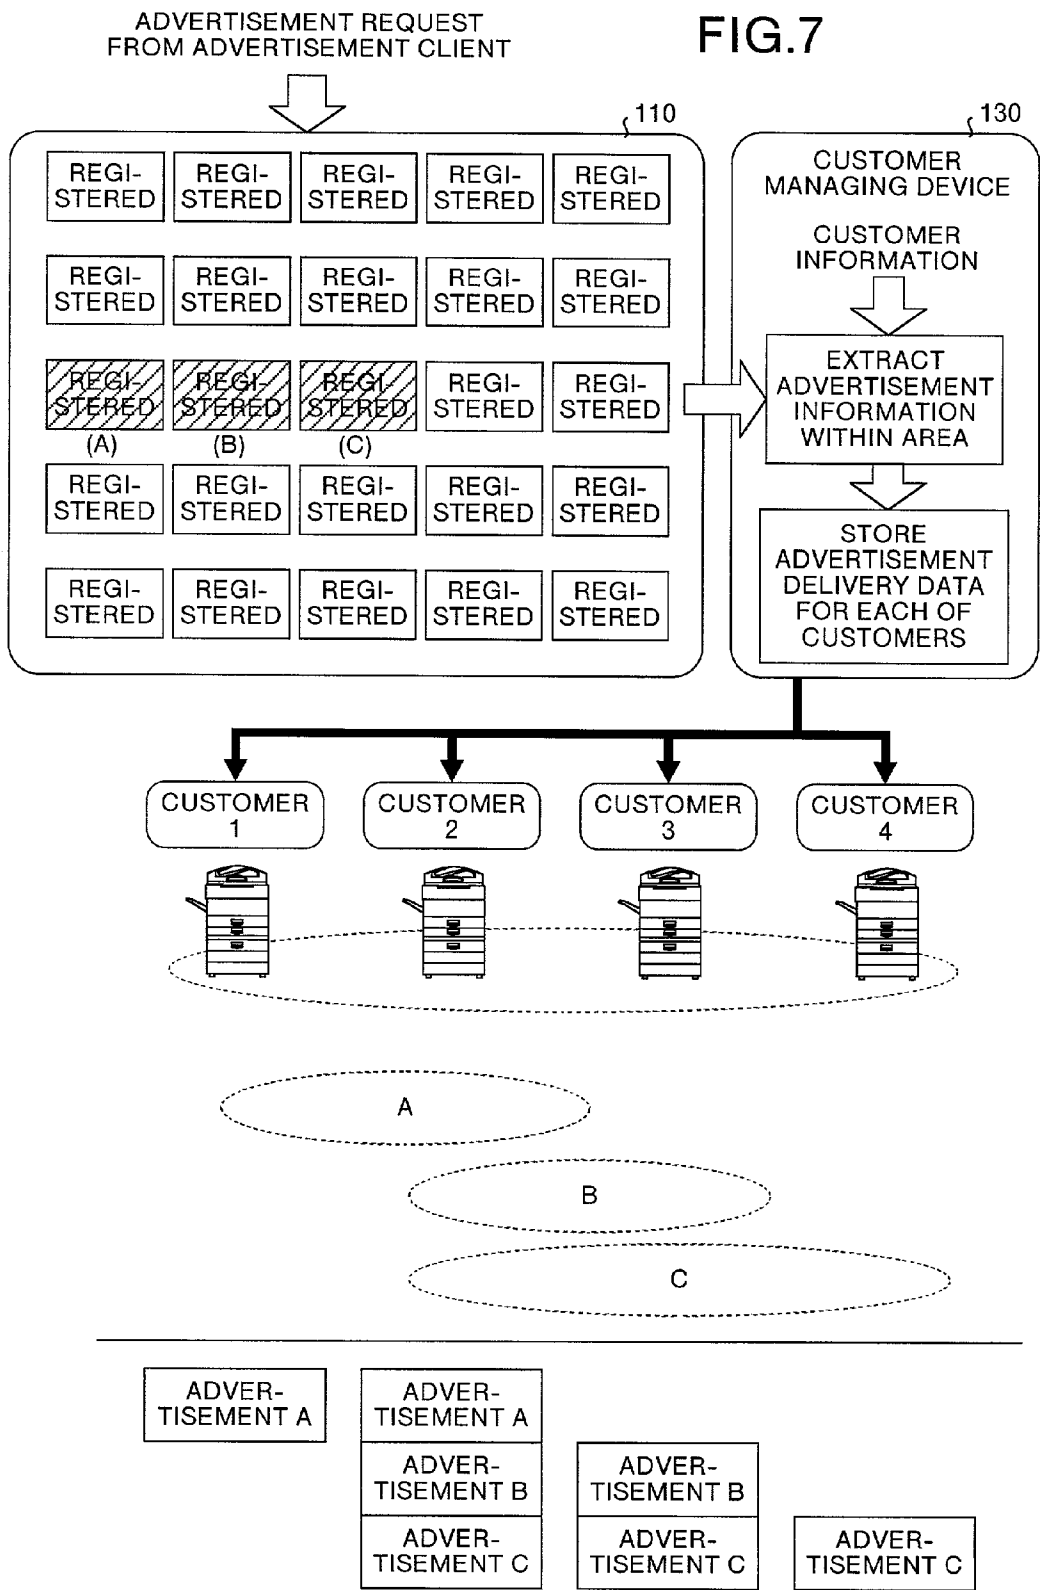 ADVERTISEMENT REQUEST
FROM ADVERTISEMENT CLIENT
FIG.7
110
130
REGI-
STERED
REGI-
STERED
REGI-
STERED
REGI-
STERED
REGI-
STERED
REGI-
STERED
REGI-
STERED
REGI-
STERED
REGI-
STERED
REGI-
STERED
REGI-
STERED
(A)
REGI-
STERED
(B)
REGI-
STERED
(C)
REGI-
STERED
REGI-
STERED
REGI-
STERED
REGI-
STERED
REGI-
STERED
REGI-
STERED
REGI-
STERED
REGI-
STERED
REGI-
STERED
REGI-
STERED
REGI-
STERED
REGI-
STERED
CUSTOMER
MANAGING DEVICE
CUSTOMER
INFORMATION
EXTRACT
ADVERTISEMENT
INFORMATION
WITHIN AREA
STORE
ADVERTISEMENT
DELIVERY DATA
FOR EACH OF
CUSTOMERS
CUSTOMER
1
CUSTOMER
2
CUSTOMER
3
CUSTOMER
4
A
B
C
ADVER-
TISEMENT A
ADVER-
TISEMENT A
ADVER-
TISEMENT B
ADVER-
TISEMENT C
ADVER-
TISEMENT B
ADVER-
TISEMENT C
ADVER-
TISEMENT C